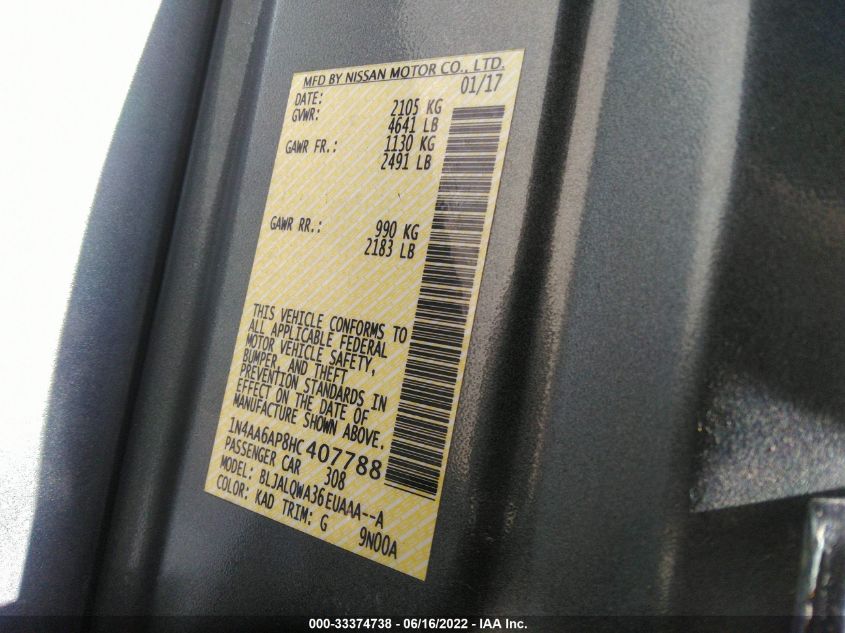 MFD BY NISSAN MOTOR CO., LTD.
DATE: 01/17
GVWR: 2105 KG
4641 LB
GAWR FR.: 1130 KG
2491 LB
GAWR RR.: 990 KG
2183 LB
THIS VEHICLE CONFORMS TO
ALL APPLICABLE FEDERAL
MOTOR VEHICLE SAFETY,
BUMPER, AND THEFT
PREVENTION STANDARDS IN
EFFECT ON THE DATE OF
MANUFACTURE SHOWN ABOVE.
1N4AA6AP8HC407788
PASSENGER CAR 308
MODEL: BLJALQWA36EUAAA--A
COLOR: KAD TRIM: G 9N00A
000-33374738 - 06/16/2022 - IAA Inc.